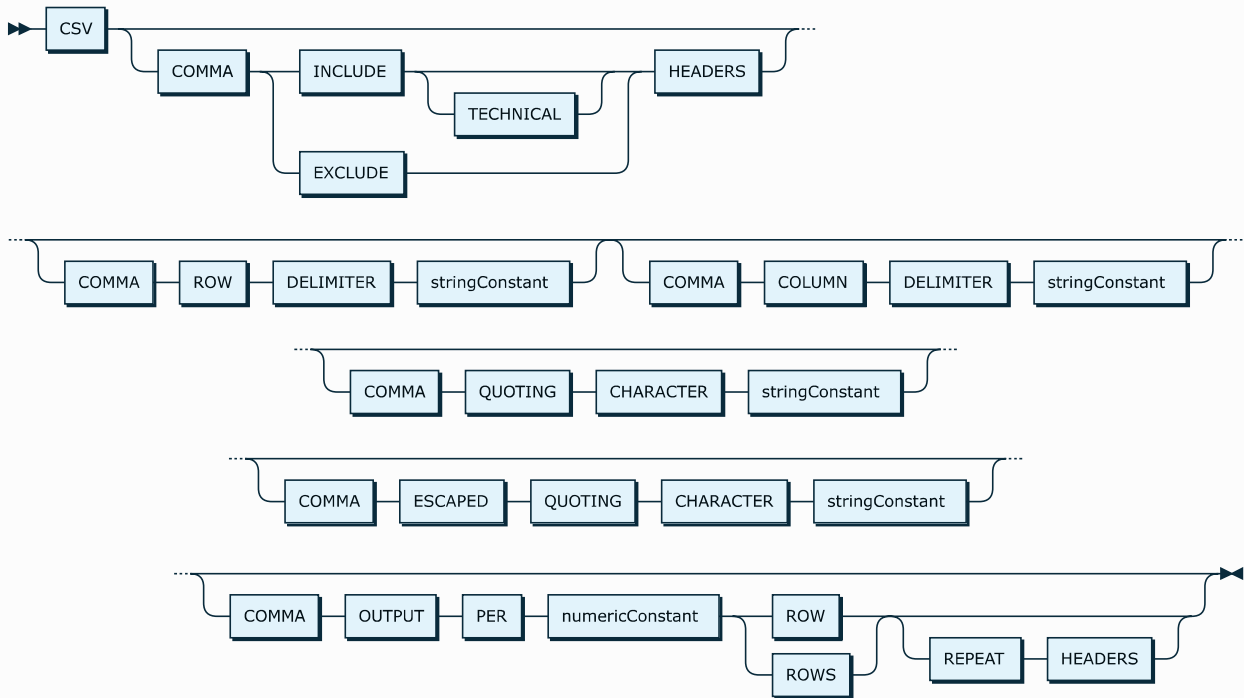 CSV
COMMA INCLUDE HEADERS
TECHNICAL
EXCLUDE
COMMA ROW DELIMITER stringConstant COMMA COLUMN DELIMITER stringConstant
COMMA QUOTING CHARACTER stringConstant
COMMA ESCAPED QUOTING CHARACTER stringConstant
COMMA OUTPUT PER numericConstant ROW
REPEAT HEADERS
ROWS